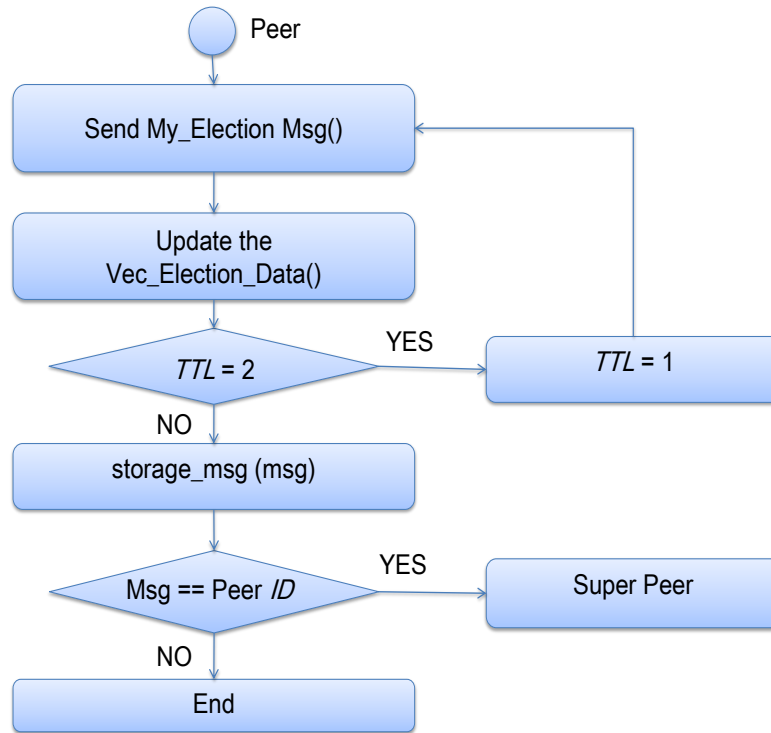 Peer
Send My_Election Msg()
Update the
Vec_Election_Data()
YES
TTL = 2
TTL = 1
NO
storage_msg (msg)
YES
Msg == Peer ID
Super Peer
NO
End